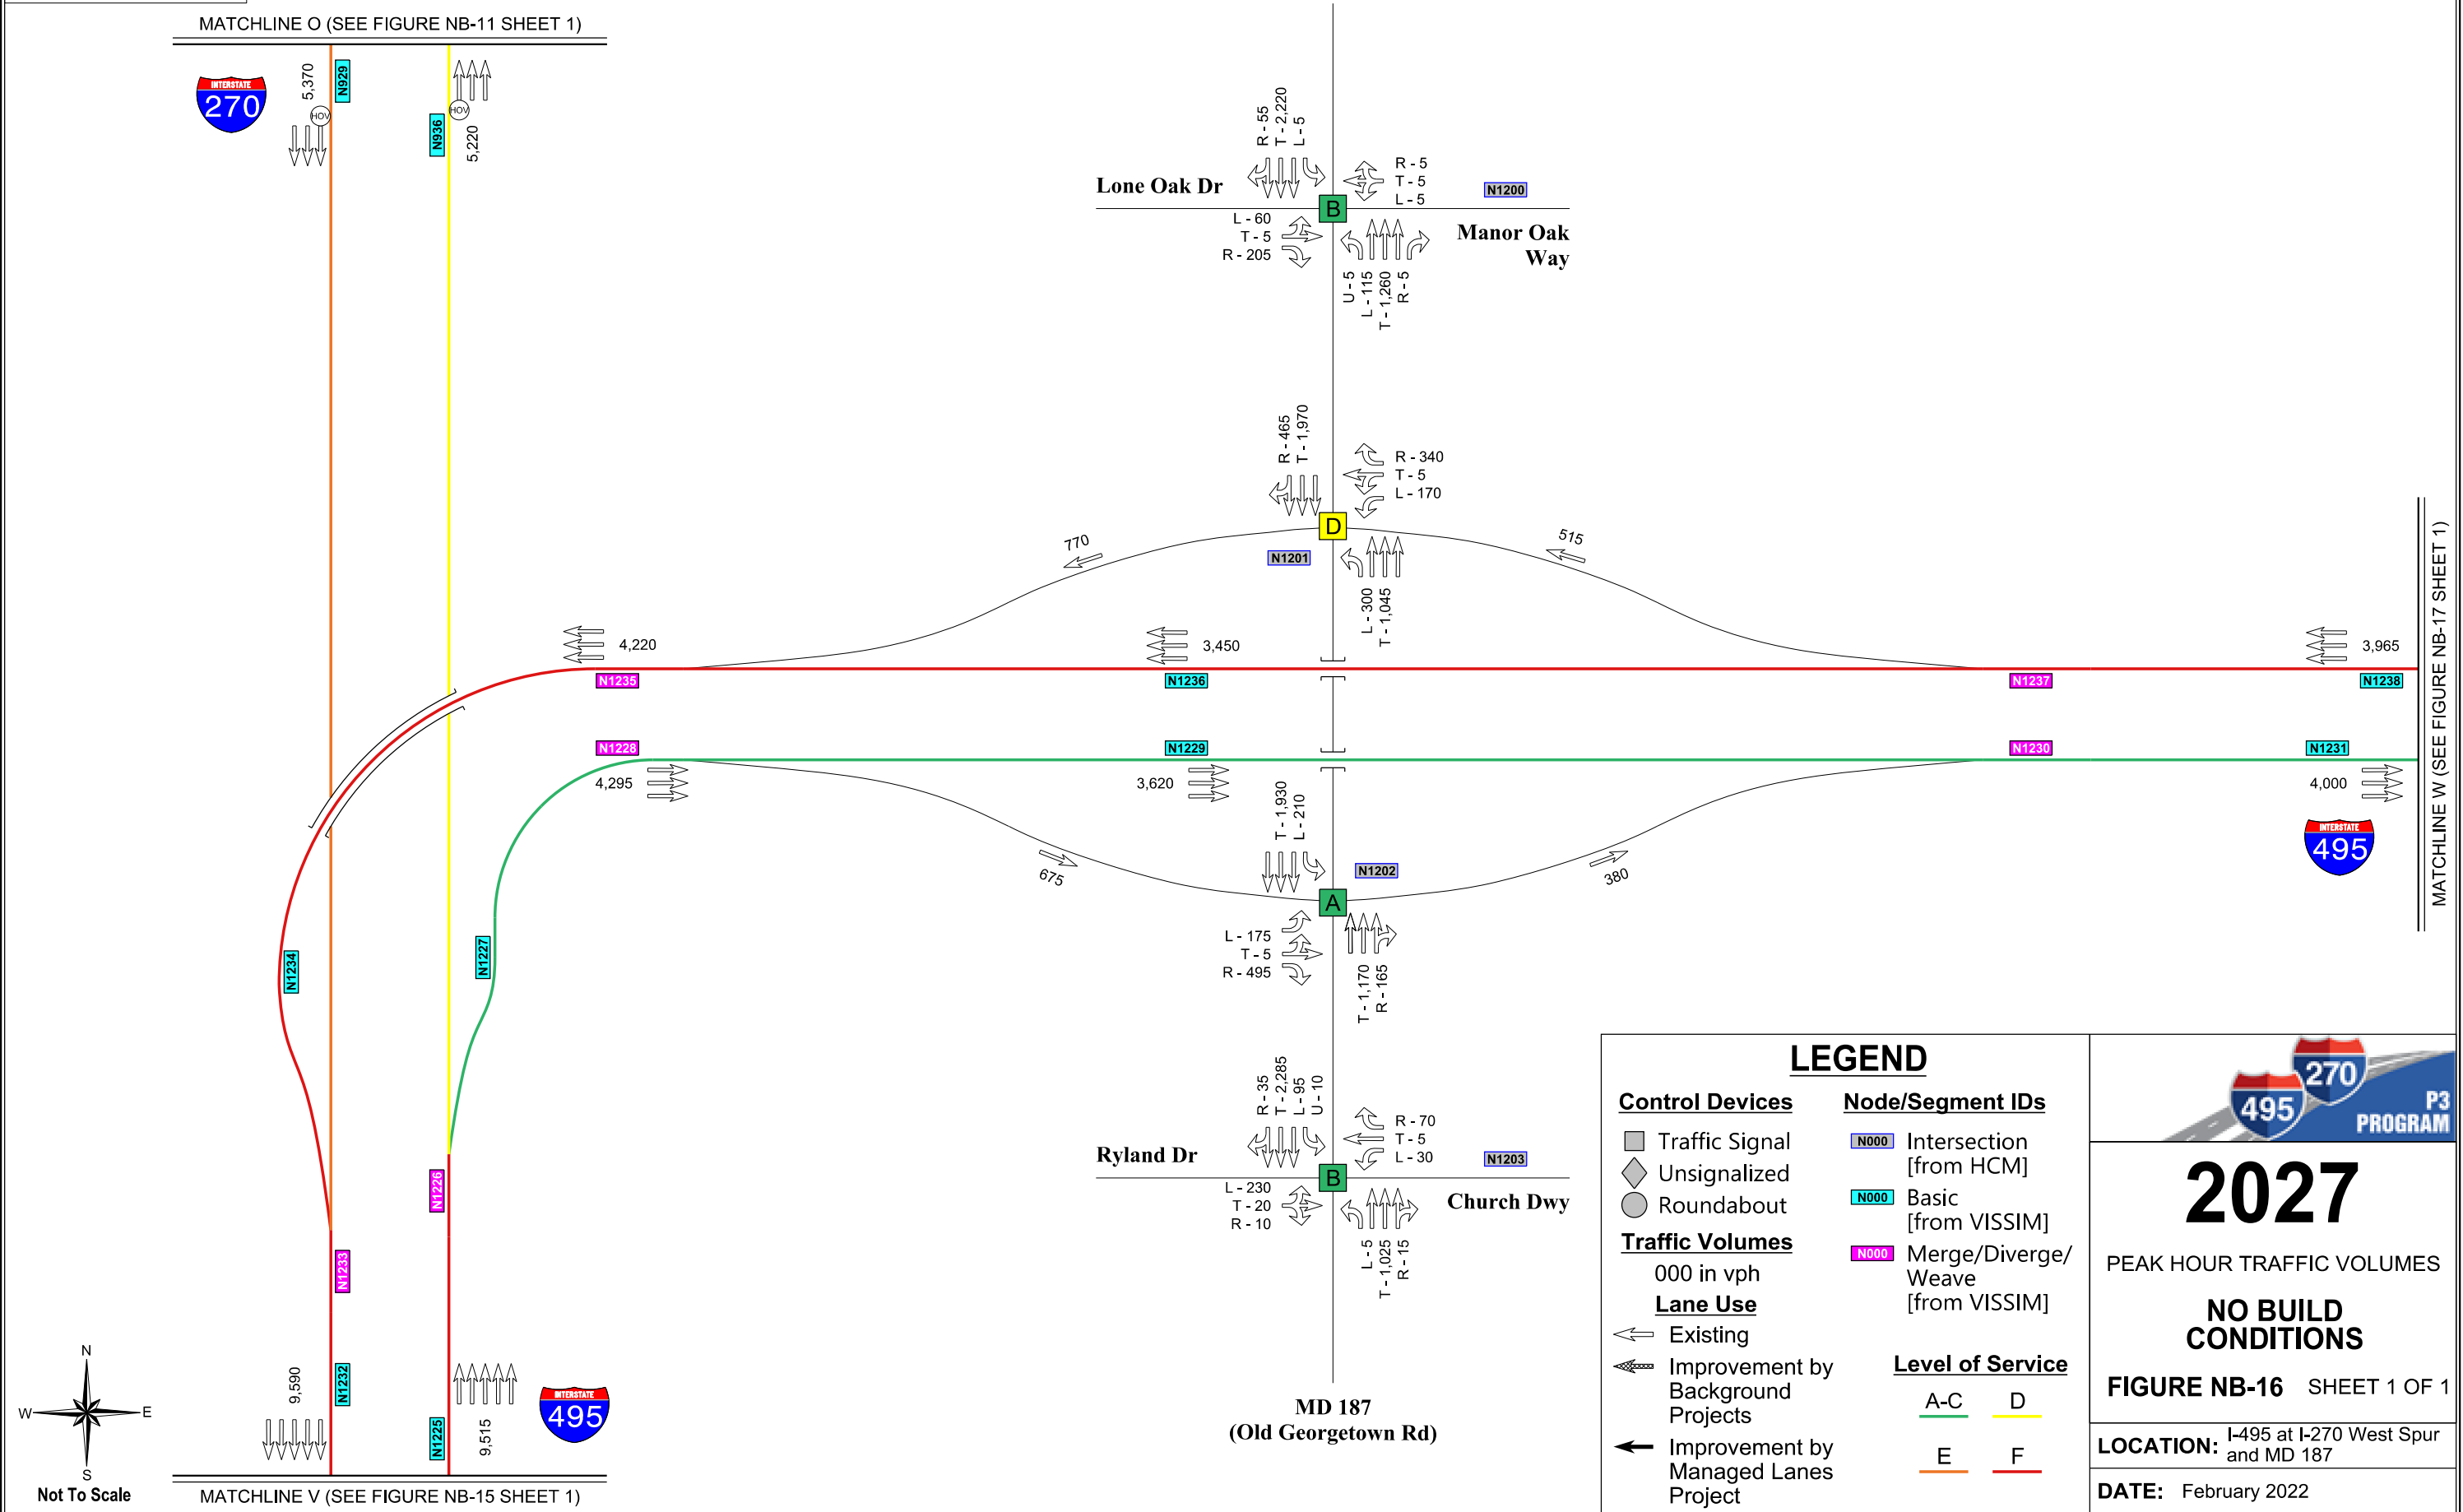 MATCHLINE O (SEE FIGURE NB-11 SHEET 1)
INTERSTATE
270
5,370
HOV
N929
N936
HOV
5,220
R - 55
T - 2,220
L - 5
R - 5
T - 5
L - 5
N1200
Lone Oak Dr
B
L - 60
T - 5
R - 205
Manor Oak
Way
U - 5
L - 115
T - 1,260
R - 5
R - 465
T - 1,970
R - 340
T - 5
L - 170
D
N1201
770
515
L - 300
T - 1,045
4,220
3,450
3,965
N1235
N1236
N1237
N1238
N1228
N1229
N1230
N1231
4,295
3,620
4,000
INTERSTATE
495
MATCHLINE W (SEE FIGURE NB-17 SHEET 1)
T - 1,930
L - 210
N1202
675
380
A
L - 175
T - 5
R - 495
T - 1,170
R - 165
N1234
N1227
R - 35
T - 2,285
L - 95
U - 10
R - 70
T - 5
L - 30
N1203
Ryland Dr
B
L - 230
T - 20
R - 10
Church Dwy
L - 5
T - 1,025
R - 15
N1226
N1233
9,590
N1232
N1225
9,515
INTERSTATE
495
MD 187
(Old Georgetown Rd)
N
W
E
S
Not To Scale
MATCHLINE V (SEE FIGURE NB-15 SHEET 1)
LEGEND
Control Devices
Traffic Signal
Unsignalized
Roundabout
Traffic Volumes
000 in vph
Lane Use
Existing
Improvement by
Background
Projects
Improvement by
Managed Lanes
Project
Node/Segment IDs
N000 Intersection
[from HCM]
N000 Basic
[from VISSIM]
N000 Merge/Diverge/
Weave
[from VISSIM]
Level of Service
A-C D
E F
495
270
P3
PROGRAM
2027
PEAK HOUR TRAFFIC VOLUMES
NO BUILD
CONDITIONS
FIGURE NB-16 SHEET 1 OF 1
LOCATION: I-495 at I-270 West Spur
and MD 187
DATE: February 2022